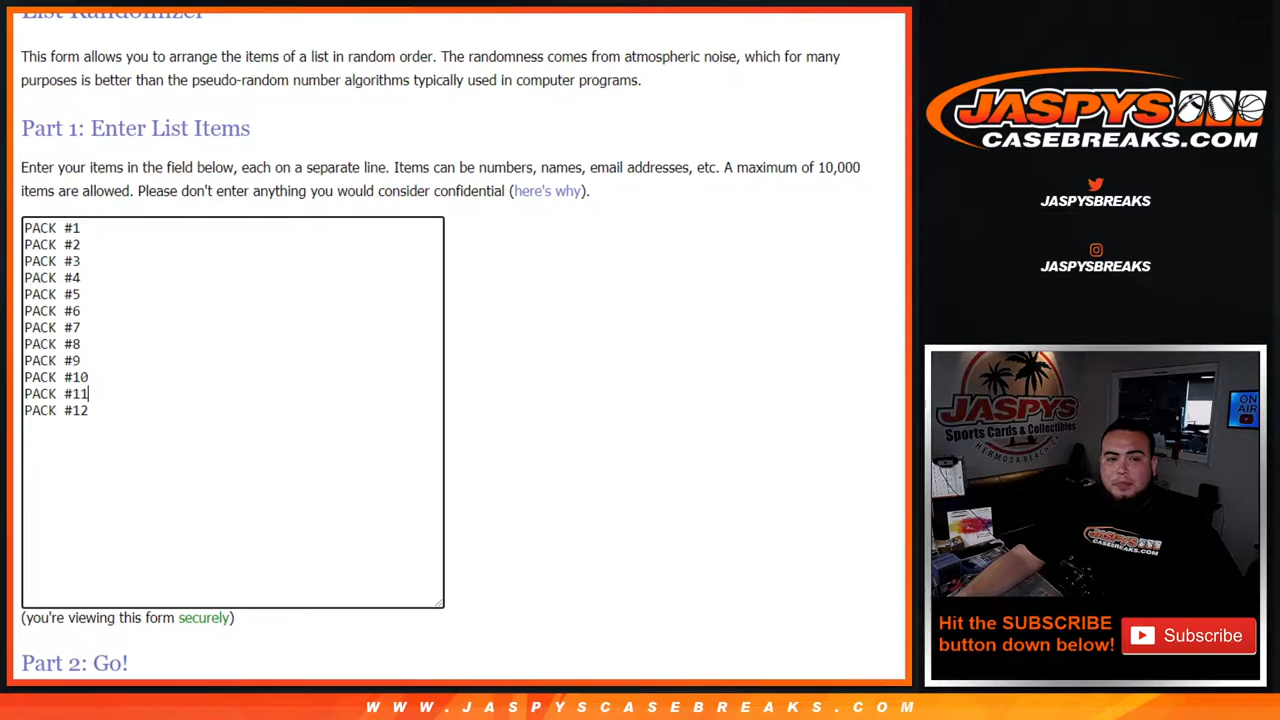 List Randomizer
This form allows you to arrange the items of a list in random order. The randomness comes from atmospheric noise, which for many
purposes is better than the pseudo-random number algorithms typically used in computer programs.
Part 1: Enter List Items
Enter your items in the field below, each on a separate line. Items can be numbers, names, email addresses, etc. A maximum of 10,000
items are allowed. Please don't enter anything you would consider confidential (here's why).
PACK #1
PACK #2
PACK #3
PACK #4
PACK #5
PACK #6
PACK #7
PACK #8
PACK #9
PACK #10
PACK #11
PACK #12
(you're viewing this form securely)
Part 2: Go!
JASPYS
CASEBREAKS.COM
JASPYSBREAKS
JASPYSBREAKS
JASPYS
Sports Cards & Collectibles
HERMOSA BEACH, CA
ON
AIR
JASPYS
CASEBREAKS.COM
Hit the SUBSCRIBE
button down below!
Subscribe
WWW.JASPYSCASEBREAKS.COM